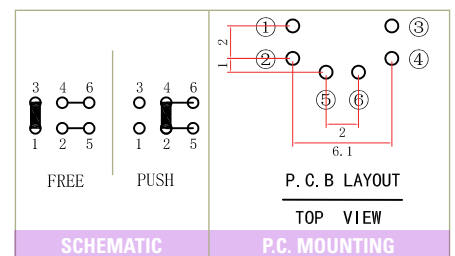 3 4 6
1 2 5
FREE
3 4 6
1 2 5
PUSH
SCHEMATIC
① ③
2
② ④
1
⑤ ⑥
2
6.1
P.C.B LAYOUT
TOP VIEW
P.C. MOUNTING